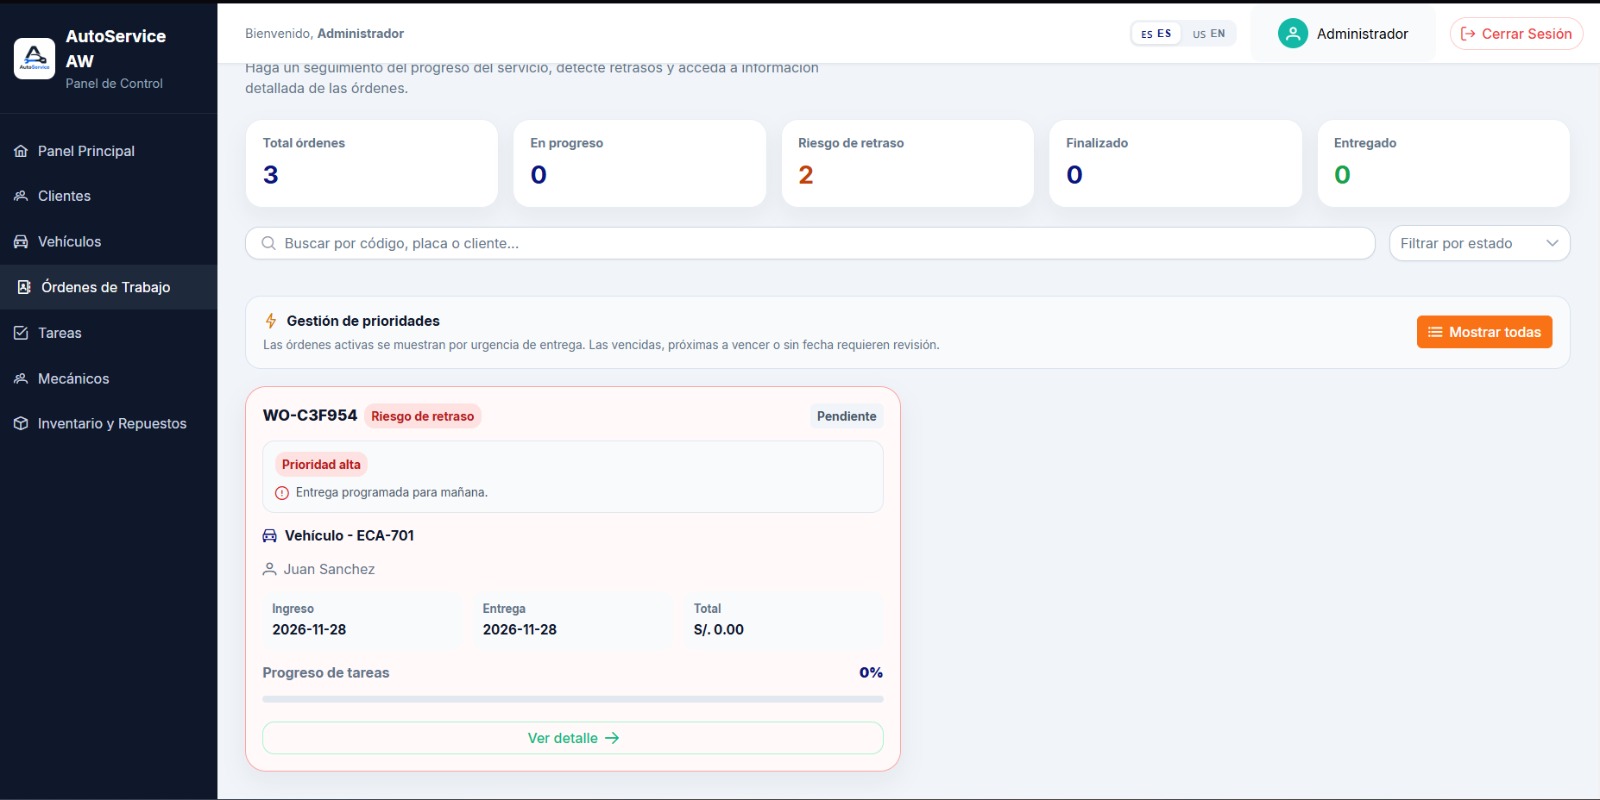 AutoService
AW
Panel de Control
Panel Principal
Clientes
Vehículos
Órdenes de Trabajo
Tareas
Mecánicos
Inventario y Repuestos
Bienvenido, Administrador
ES ES
US EN
Administrador
Cerrar Sesión
Haga un seguimiento del progreso del servicio, detecte retrasos y acceda a información
detallada de las órdenes.
Total órdenes
3
En progreso
0
Riesgo de retraso
2
Finalizado
0
Entregado
0
Buscar por código, placa o cliente...
Filtrar por estado
Gestión de prioridades
Las órdenes activas se muestran por urgencia de entrega. Las vencidas, próximas a vencer o sin fecha requieren revisión.
Mostrar todas
WO-C3F954 Riesgo de retraso
Pendiente
Prioridad alta
Entrega programada para mañana.
Vehículo - ECA-701
Juan Sanchez
Ingreso
2026-11-28
Entrega
2026-11-28
Total
S/. 0.00
Progreso de tareas
0%
Ver detalle